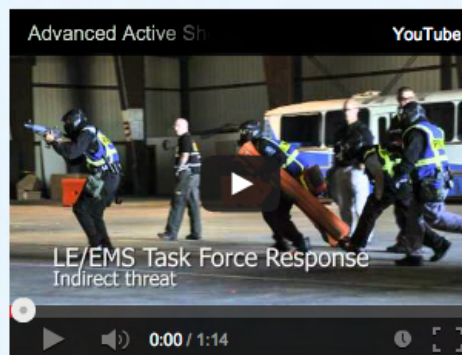 Advanced Active Sh
YouTube
LE/EMS Task Force Response
Indirect threat
0:00 / 1:14